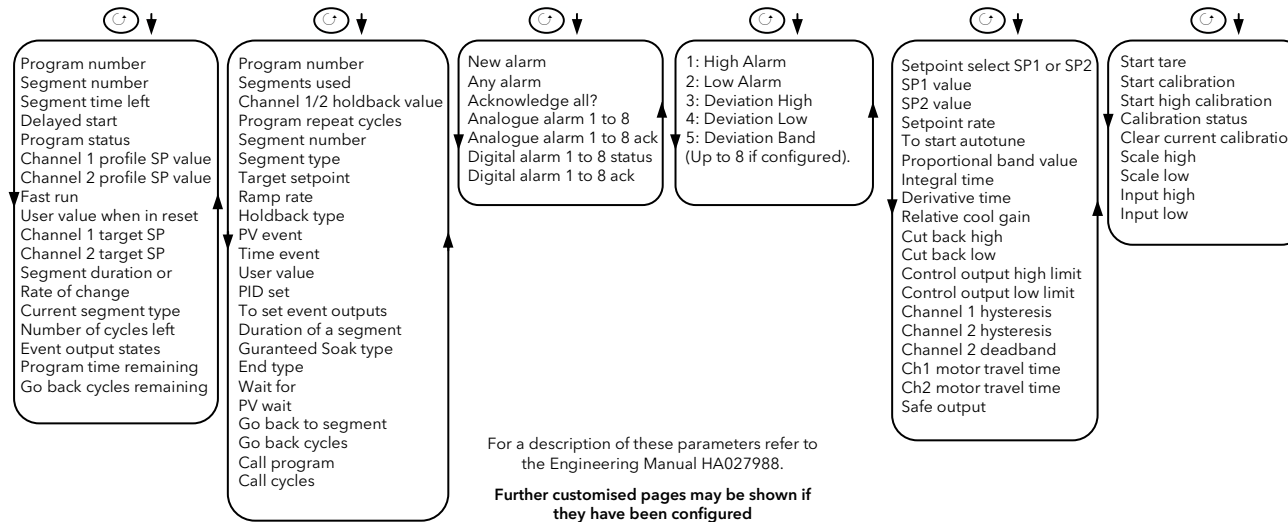 Program number
Segment number
Segment time left
Delayed start
Program status
Channel 1 profile SP value
Channel 2 profile SP value
Fast run
User value when in reset
Channel 1 target SP
Channel 2 target SP
Segment duration or
Rate of change
Current segment type
Number of cycles left
Event output states
Program time remaining
Go back cycles remaining
Program number
Segments used
Channel 1/2 holdback value
Program repeat cycles
Segment number
Segment type
Target setpoint
Ramp rate
Holdback type
PV event
Time event
User value
PID set
To set event outputs
Duration of a segment
Guranteed Soak type
End type
Wait for
PV wait
Go back to segment
Go back cycles
Call program
Call cycles
New alarm
Any alarm
Acknowledge all?
Analogue alarm 1 to 8
Analogue alarm 1 to 8 ack
Digital alarm 1 to 8 status
Digital alarm 1 to 8 ack
1: High Alarm
2: Low Alarm
3: Deviation High
4: Deviation Low
5: Deviation Band
(Up to 8 if configured).
Setpoint select SP1 or SP2
SP1 value
SP2 value
Setpoint rate
To start autotune
Proportional band value
Integral time
Derivative time
Relative cool gain
Cut back high
Cut back low
Control output high limit
Control output low limit
Channel 1 hysteresis
Channel 2 hysteresis
Channel 2 deadband
Ch1 motor travel time
Ch2 motor travel time
Safe output
Start tare
Start calibration
Start high calibration
Calibration status
Clear current calibratio
Scale high
Scale low
Input high
Input low
For a description of these parameters refer to
the Engineering Manual HA027988.
Further customised pages may be shown if
they have been configured